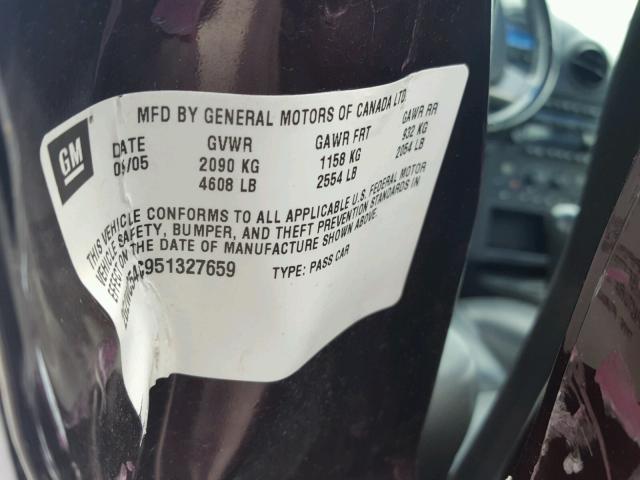 MFD BY GENERAL MOTORS OF CANADA LTD.
GM
DATE GVWR GAWR FRT GAWR RR
2090 KG 1158 KG 932 KG
4608 LB 2554 LB 2054 LB
THIS VEHICLE CONFORMS TO ALL APPLICABLE U.S. FEDERAL MOTOR
VEHICLE SAFETY, BUMPER, AND THEFT PREVENTION STANDARDS IN
EFFECT ON THE DATE OF MANUFACTURE SHOWN ABOVE.
951327659 TYPE: PASS CAR